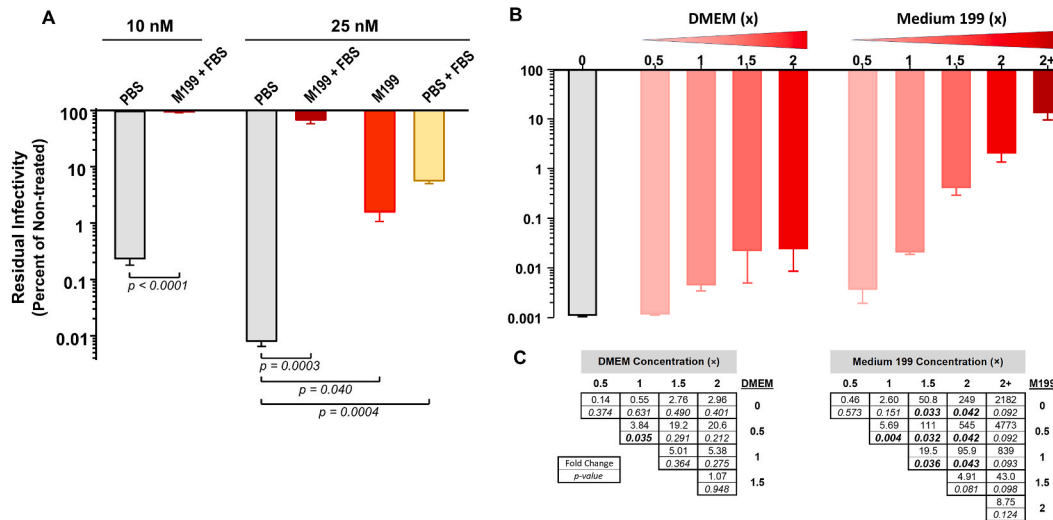 A
10 nM
25 nM
PBS
M199 + FBS
PBS
M199 + FBS
M199
PBS + FBS
Residual Infectivity
(Percent of Non-treated)
100
10
1
0.1
0.01
p < 0.0001
p = 0.0003
p = 0.040
p = 0.0004
B
DMEM (x)
Medium 199 (x)
0 0,5 1 1,5 2 0,5 1 1,5 2 2+
100
10
1
0.1
0.01
0.001
C
DMEM Concentration (×)
0.5 1 1.5 2 DMEM
0.14 0.55 2.76 2.96
0.374 0.631 0.490 0.401
0
3.84 19.2 20.6
0.035 0.291 0.212
0.5
5.01 5.38
0.364 0.275
1
1.07
0.948
1.5
Fold Change
p-value
Medium 199 Concentration (×)
0.5 1 1.5 2 2+ M199
0.46 2.60 50.8 249 2182
0.573 0.151 0.033 0.042 0.092
0
5.69 111 545 4773
0.004 0.032 0.042 0.092
0.5
19.5 95.9 839
0.036 0.043 0.093
1
4.91 43.0
0.081 0.098
1.5
8.75
0.124
2